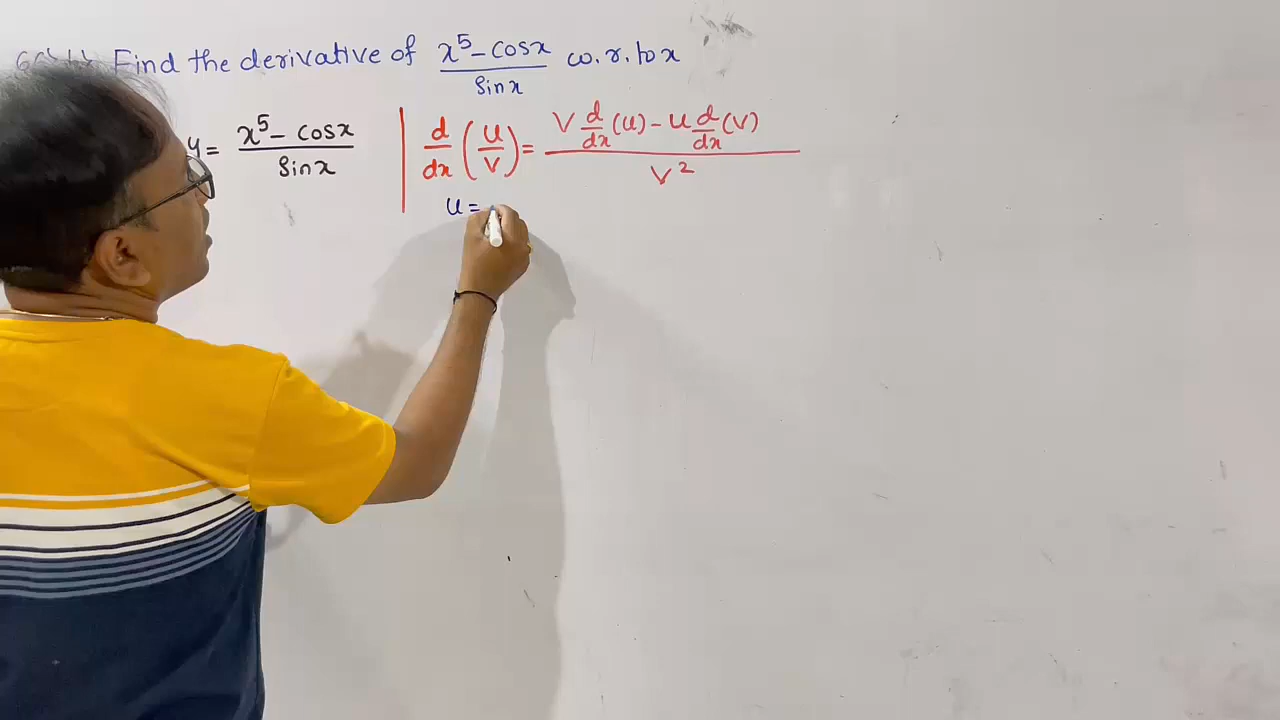 Find the derivative of (x⁵ - cosx)/(sinx) w.r.to x
y = (x⁵ - cosx)/(sinx)
d/dx (u/v) = (v d/dx (u) - u d/dx (v))/(v²)
u =